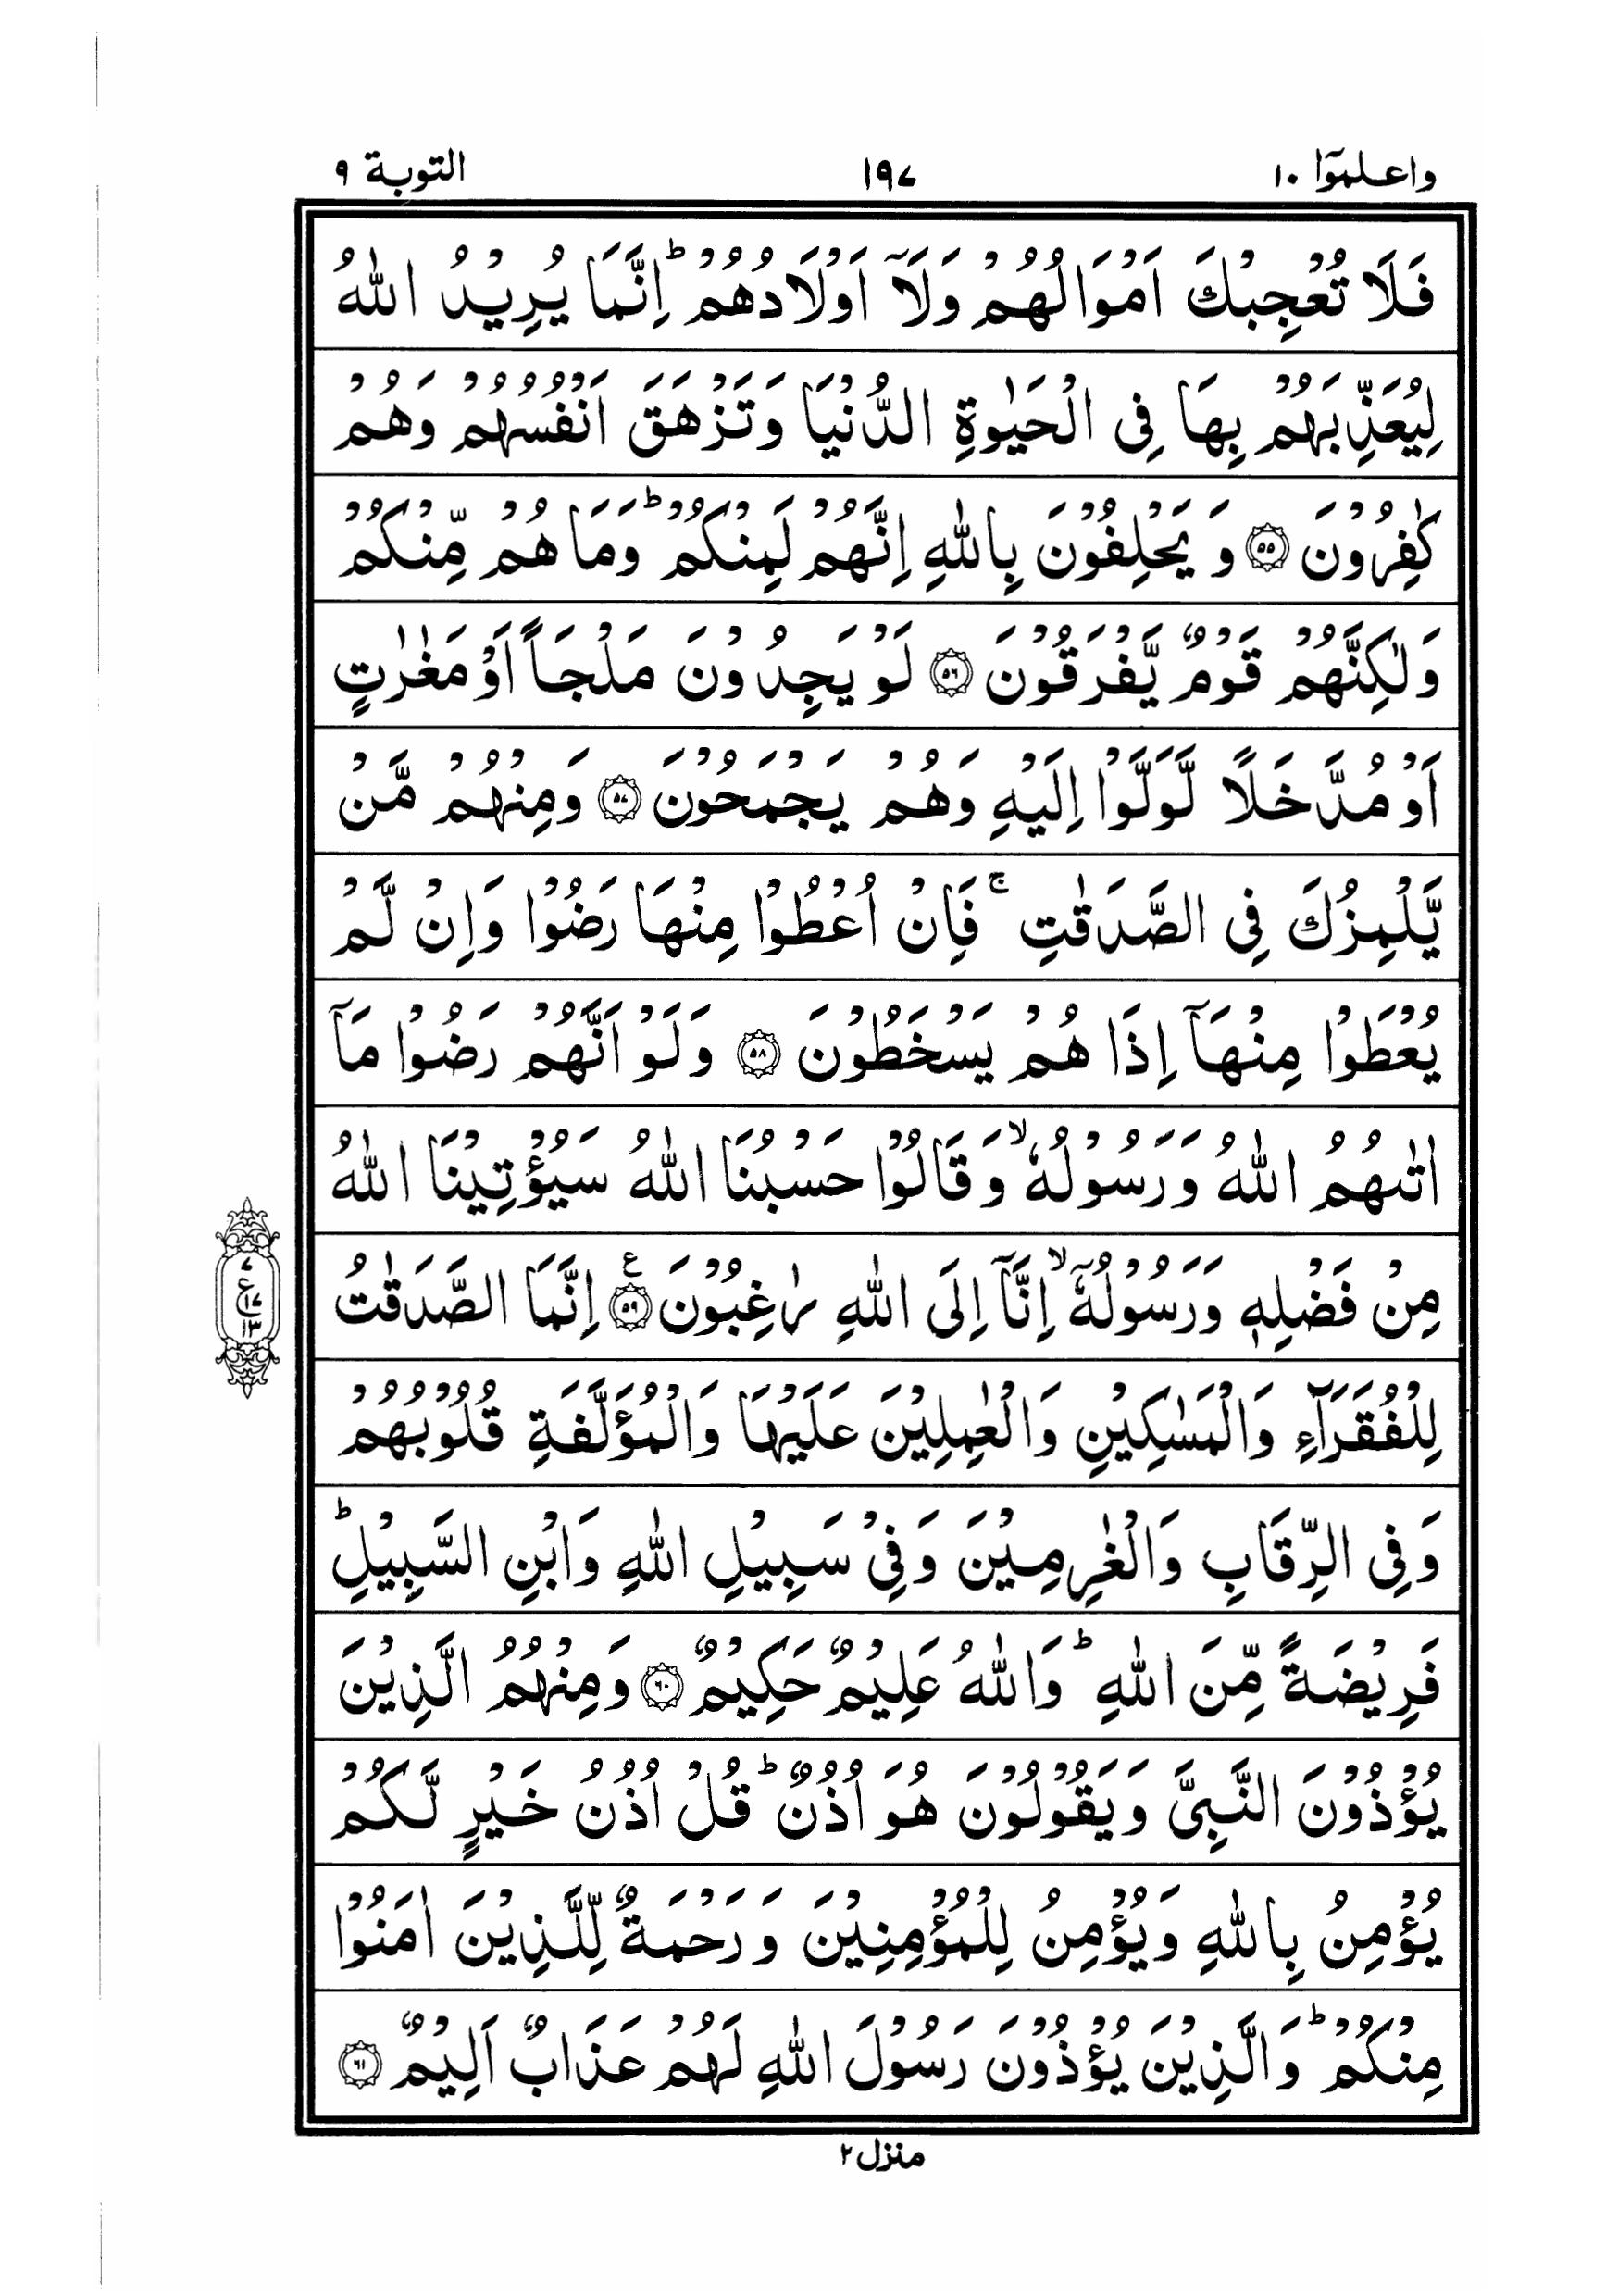 واعلموٓا ١٠
١٩٧
التوبة ٩
فَلَا تُعْجِبْكَ اَمْوَالُهُمْ وَلَآ اَوْلَادُهُمْ ؕ اِنَّمَا يُرِيْدُ اللّٰهُ
لِيُعَذِّبَهُمْ بِهَا فِى الْحَيٰوةِ الدُّنْيَا وَتَزْهَقَ اَنْفُسُهُمْ وَهُمْ
كٰفِرُوْنَ ۝٥٥ وَيَحْلِفُوْنَ بِاللّٰهِ اِنَّهُمْ لَمِنْكُمْ ؕ وَمَا هُمْ مِّنْكُمْ
وَلٰكِنَّهُمْ قَوْمٌ يَّفْرَقُوْنَ ۝٥٦ لَوْ يَجِدُوْنَ مَلْجَاً اَوْ مَغٰرٰتٍ
اَوْ مُدَّخَلًا لَّوَلَّوْا اِلَيْهِ وَهُمْ يَجْمَحُوْنَ ۝٥٧ وَمِنْهُمْ مَّنْ
يَّلْمِزُكَ فِى الصَّدَقٰتِ ۚ فَاِنْ اُعْطُوْا مِنْهَا رَضُوْا وَاِنْ لَّمْ
يُعْطَوْا مِنْهَآ اِذَا هُمْ يَسْخَطُوْنَ ۝٥٨ وَلَوْ اَنَّهُمْ رَضُوْا مَآ
اٰتٰىهُمُ اللّٰهُ وَرَسُوْلُهٗ ۙ وَقَالُوْا حَسْبُنَا اللّٰهُ سَيُؤْتِيْنَا اللّٰهُ
مِنْ فَضْلِهٖ وَرَسُوْلُهٗٓ ۙ اِنَّآ اِلَى اللّٰهِ رٰغِبُوْنَ ۝٥٩ ع اِنَّمَا الصَّدَقٰتُ
لِلْفُقَرَآءِ وَالْمَسٰكِيْنِ وَالْعٰمِلِيْنَ عَلَيْهَا وَالْمُؤَلَّفَةِ قُلُوْبُهُمْ
وَفِى الرِّقَابِ وَالْغٰرِمِيْنَ وَفِيْ سَبِيْلِ اللّٰهِ وَابْنِ السَّبِيْلِ ؕ
فَرِيْضَةً مِّنَ اللّٰهِ ؕ وَاللّٰهُ عَلِيْمٌ حَكِيْمٌ ۝٦٠ وَمِنْهُمُ الَّذِيْنَ
يُؤْذُوْنَ النَّبِىَّ وَيَقُوْلُوْنَ هُوَ اُذُنٌ ؕ قُلْ اُذُنُ خَيْرٍ لَّكُمْ
يُؤْمِنُ بِاللّٰهِ وَيُؤْمِنُ لِلْمُؤْمِنِيْنَ وَرَحْمَةٌ لِّلَّذِيْنَ اٰمَنُوْا
مِنْكُمْ ؕ وَالَّذِيْنَ يُؤْذُوْنَ رَسُوْلَ اللّٰهِ لَهُمْ عَذَابٌ اَلِيْمٌ ۝٦١
٧
ع
١٧
١٣
منزل ٢